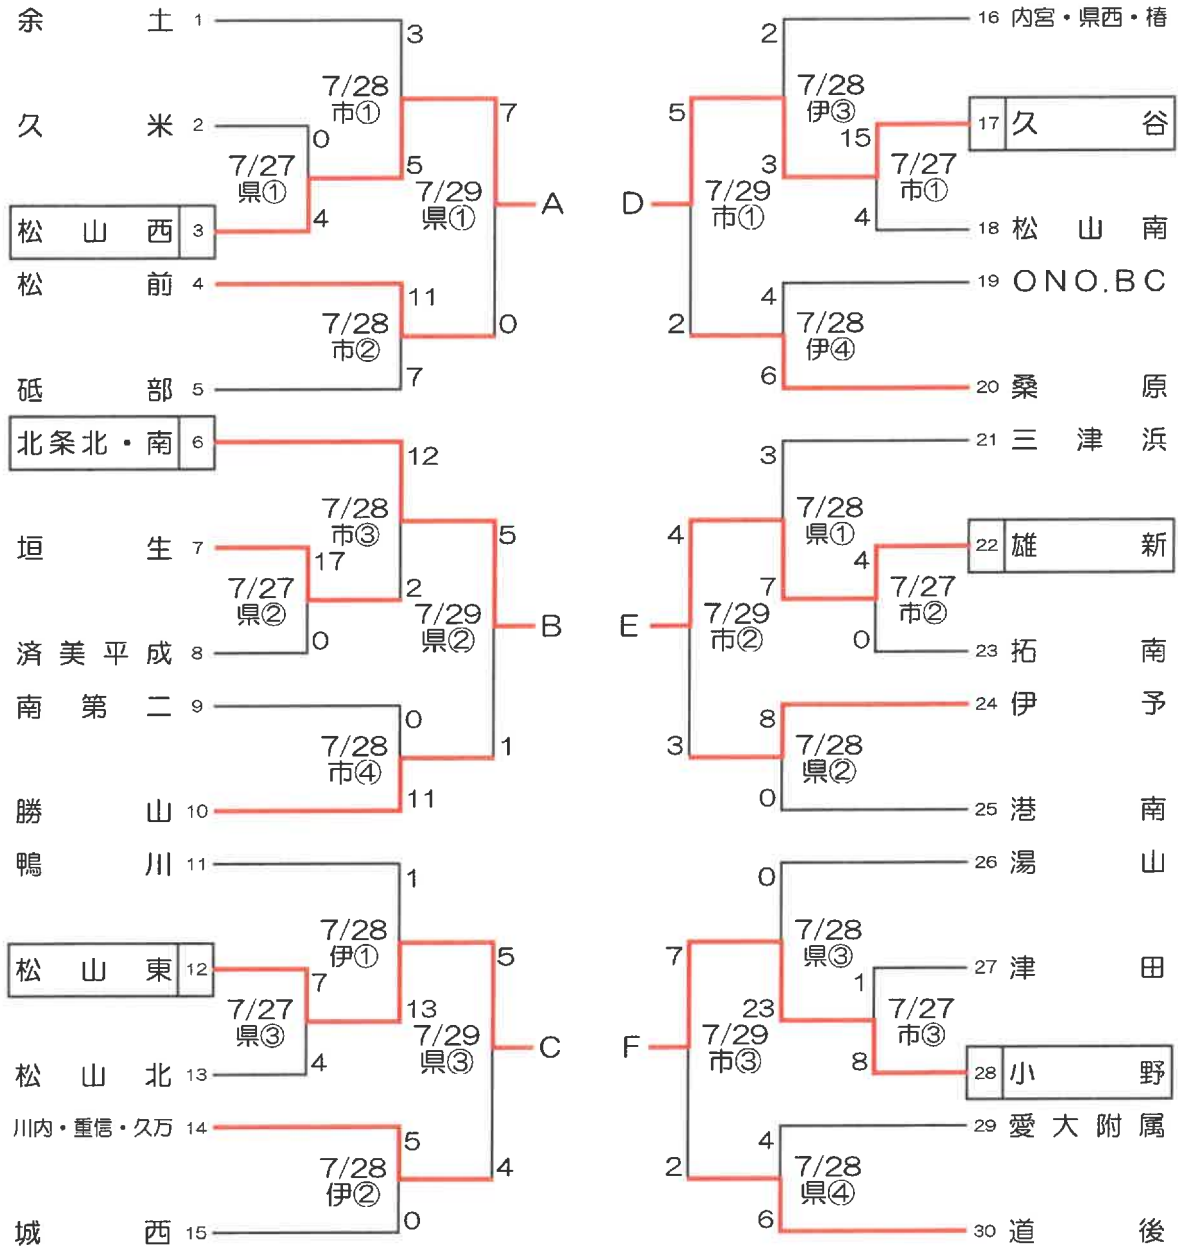 余土 1
3
7/28
市①
久米 2
0
7/27
県①
5
4
松山西 3
7
7/29
県①
A
松前 4
11
7/28
市②
0
7
砥部 5
北条北・南 6
12
7/28
市③
5
垣生 7
17
7/27
県②
2
0
7/29
県②
B
済美平成 8
南第二 9
0
7/28
市④
1
11
勝山 10
鴨川 11
1
7/28
伊①
5
松山東 12
7
7/27
県③
13
4
7/29
県③
C
松山北 13
川内・重信・久万 14
5
7/28
伊②
4
0
城西 15
16 内宮・県西・椿
2
7/28
伊③
5
17 久谷
15
7/27
市①
3
4
7/29
市①
D
18 松山南
19 ONO.BC
4
7/28
伊④
2
6
20 桑原
21 三津浜
3
7/28
県①
4
22 雄新
4
7/27
市②
7
0
7/29
市②
E
23 拓南
24 伊予
8
7/28
県②
3
0
25 港南
26 湯山
0
7/28
県③
7
27 津田
1
7/27
市③
23
8
7/29
市③
F
28 小野
29 愛大附属
4
7/28
県④
2
6
30 道後